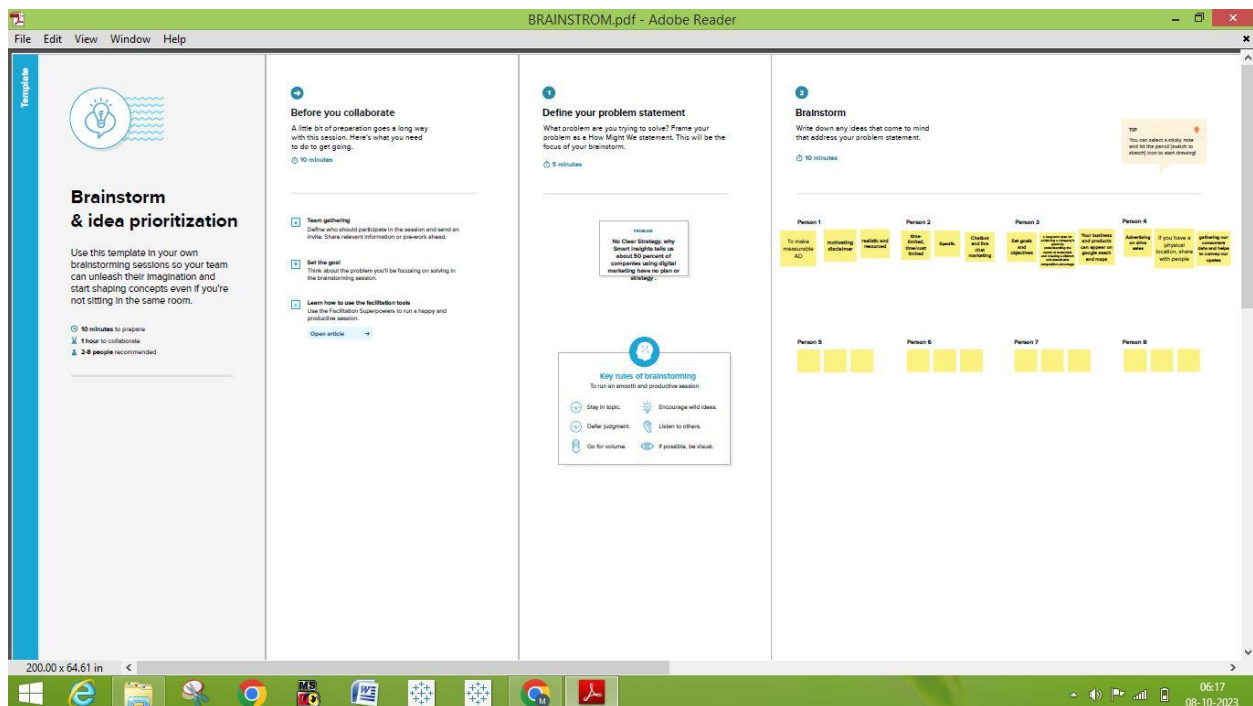 BRAINSTROM.pdf - Adobe Reader
File Edit View Window Help
Template
Brainstorm
& idea prioritization
Use this template in your own
brainstorming sessions so your team
can unleash their imagination and
start shaping concepts even if you're
not sitting in the same room.
10 minutes to prepare
1 hour to collaborate
2-8 people recommended
Before you collaborate
A little bit of preparation goes a long way
with this session. Here's what you need
to do to get going.
10 minutes
Team gathering
Define who should participate in the session and send an
invite. Share relevant information or pre-work ahead.
Set the goal
Think about the problem you'll be focusing on solving in
the brainstorming session.
Learn how to use the facilitation tools
Use the Facilitation Superpowers to run a happy and
productive session.
Open article
1
Define your problem statement
What problem are you trying to solve? Frame your
problem as a How Might We statement. This will be the
focus of your brainstorm.
5 minutes
PROBLEM
No Clear Strategy. why
Smart Insights tells us
about 50 percent of
companies using digital
marketing have no plan or
strategy .
Key rules of brainstorming
To run an smooth and productive session
Stay in topic.
Encourage wild ideas.
Defer judgment.
Listen to others.
Go for volume.
If possible, be visual.
2
Brainstorm
Write down any ideas that come to mind
that address your problem statement.
10 minutes
TIP
You can select a sticky note
and hit the pencil [switch to
sketch] icon to start drawing!
Person 1
To make
measurable
AD
motivating
disclaimer
realistic and
resourced
Person 2
time-
limited,
time/cost
limited
Specific
Chatbot
and live
chat
marketing
Person 3
Set goals
and
objectives
Your business
and products
can appear on
google seach
and maps
Person 4
Advertising
on drive
sales
If you have a
physical
location, share
with people
gathering our
consumers
data and helps
to convey our
upates
Person 5
Person 6
Person 7
Person 8
200.00 x 64.61 in
06:17
08-10-2023